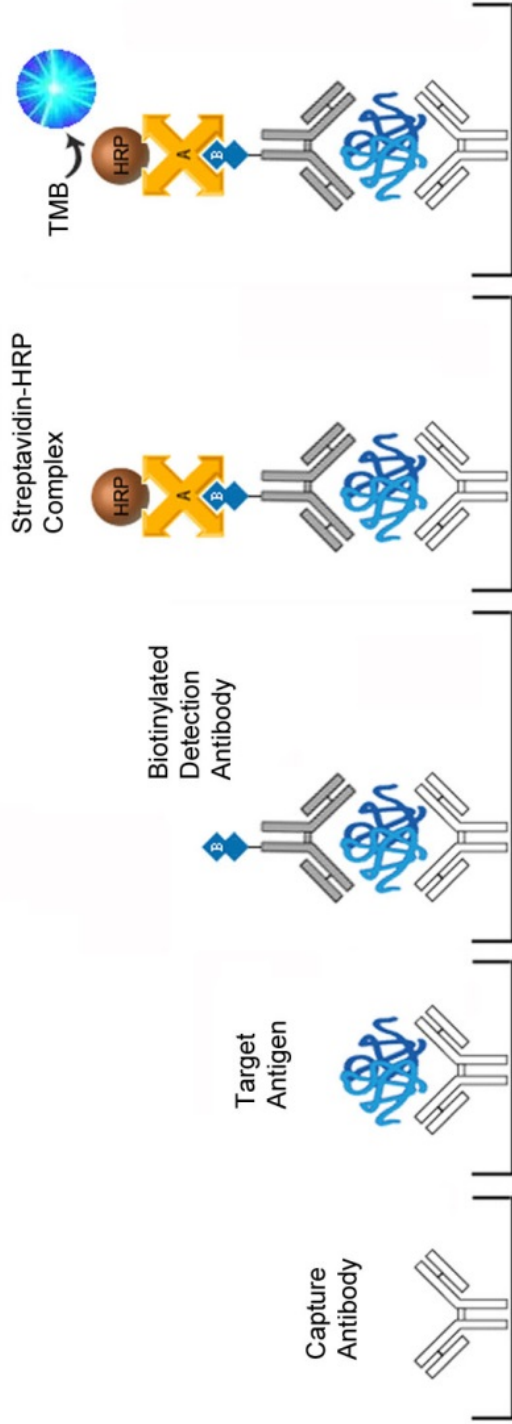 Capture
Antibody
Target
Antigen
Biotinylated
Detection
Antibody
B
Streptavidin-HRP
Complex
HRP
A
B
TMB
HRP
A
B